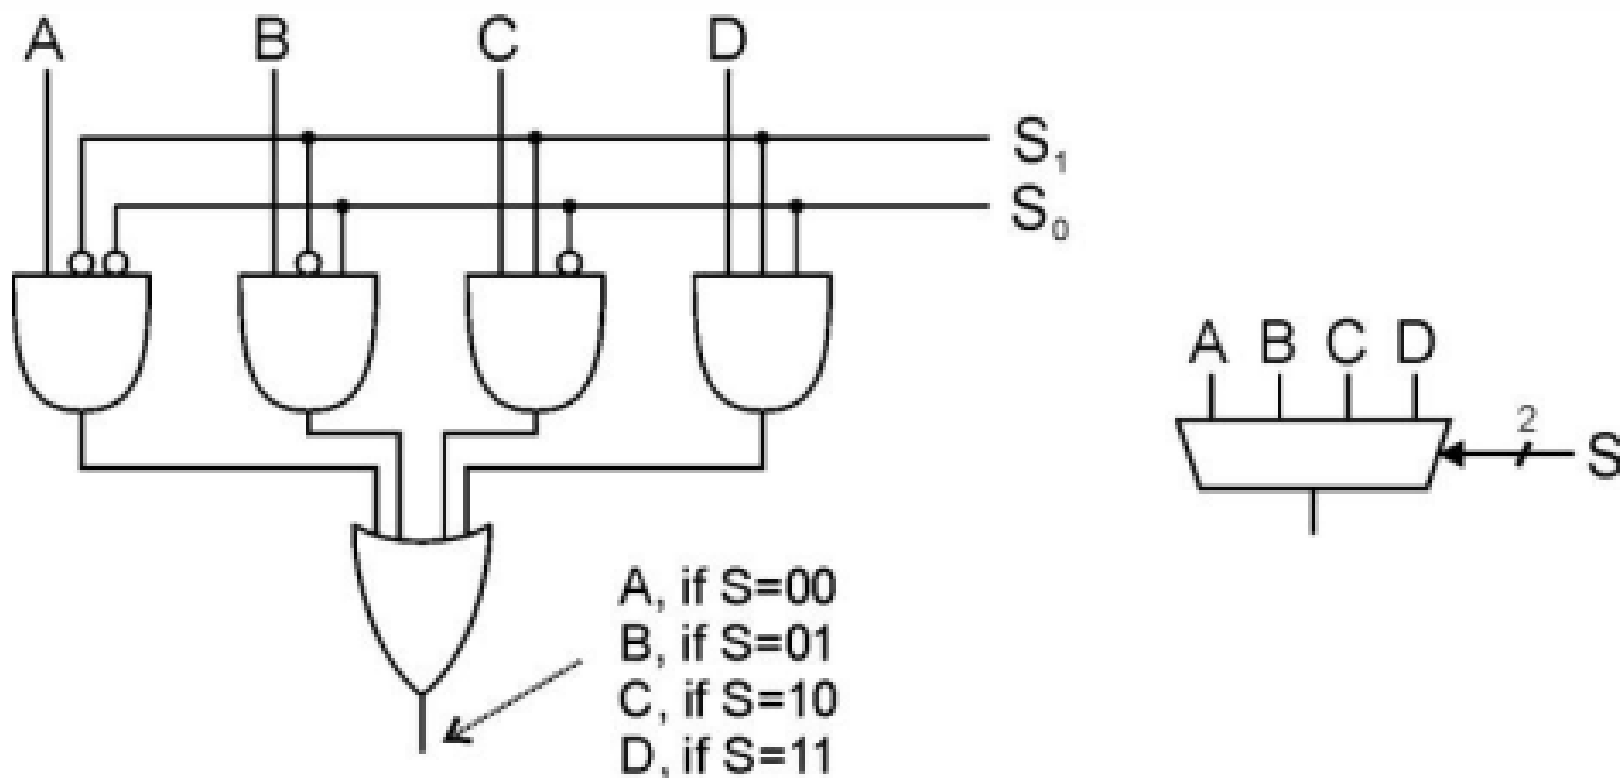 A B C D
S₁
S₀
A B C D
2
S
A, if S=00
B, if S=01
C, if S=10
D, if S=11